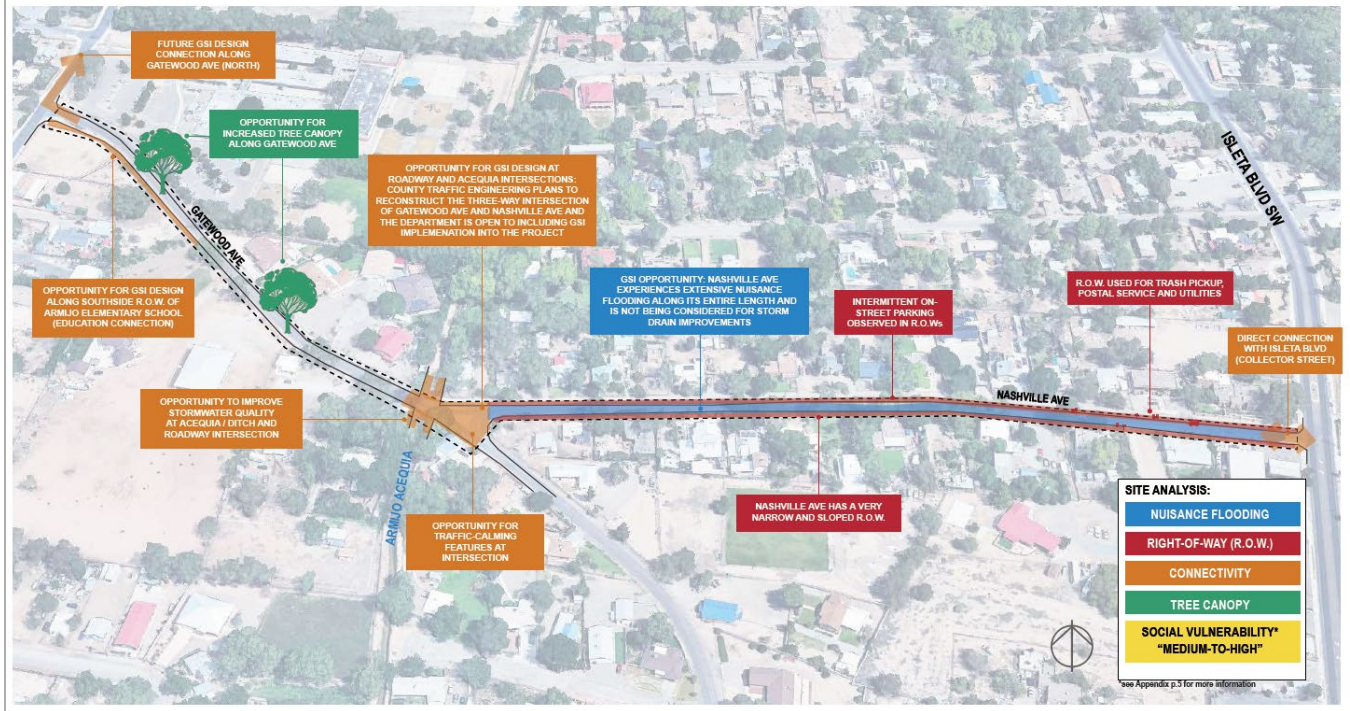 FUTURE GSI DESIGN
CONNECTION ALONG
GATEWOOD AVE (NORTH)
OPPORTUNITY FOR
INCREASED TREE CANOPY
ALONG GATEWOOD AVE
OPPORTUNITY FOR GSI DESIGN AT
ROADWAY AND ACEQUIA INTERSECTIONS:
COUNTY TRAFFIC ENGINEERING PLANS TO
RECONSTRUCT THE THREE-WAY INTERSECTION
OF GATEWOOD AVE AND NASHVILLE AVE AND
THE DEPARTMENT IS OPEN TO INCLUDING GSI
IMPLEMENATION INTO THE PROJECT
ISLETA BLVD SW
GATEWOOD AVE
OPPORTUNITY FOR GSI DESIGN
ALONG SOUTHSIDE R.O.W. OF
ARMIJO ELEMENTARY SCHOOL
(EDUCATION CONNECTION)
GSI OPPORTUNITY: NASHVILLE AVE
EXPERIENCES EXTENSIVE NUISANCE
FLOODING ALONG ITS ENTIRE LENGTH AND
IS NOT BEING CONSIDERED FOR STORM
DRAIN IMPROVEMENTS
INTERMITTENT ON-
STREET PARKING
OBSERVED IN R.O.Ws
R.O.W. USED FOR TRASH PICKUP,
POSTAL SERVICE AND UTILITIES
DIRECT CONNECTION
WITH ISLETA BLVD
(COLLECTOR STREET)
OPPORTUNITY TO IMPROVE
STORMWATER QUALITY
AT ACEQUIA / DITCH AND
ROADWAY INTERSECTION
NASHVILLE AVE
ARMIJO ACEQUIA
OPPORTUNITY FOR
TRAFFIC-CALMING
FEATURES AT
INTERSECTION
NASHVILLE AVE HAS A VERY
NARROW AND SLOPED R.O.W.
SITE ANALYSIS:
NUISANCE FLOODING
RIGHT-OF-WAY (R.O.W.)
CONNECTIVITY
TREE CANOPY
SOCIAL VULNERABILITY*
"MEDIUM-TO-HIGH"
*see Appendix p.5 for more information